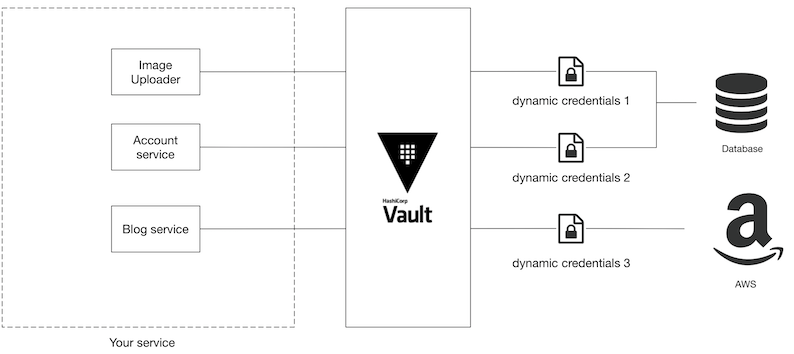 Image
Uploader
dynamic credentials 1
Account
service
Database
dynamic credentials 2
HashiCorp
Vault
Blog service
dynamic credentials 3
AWS
Your service